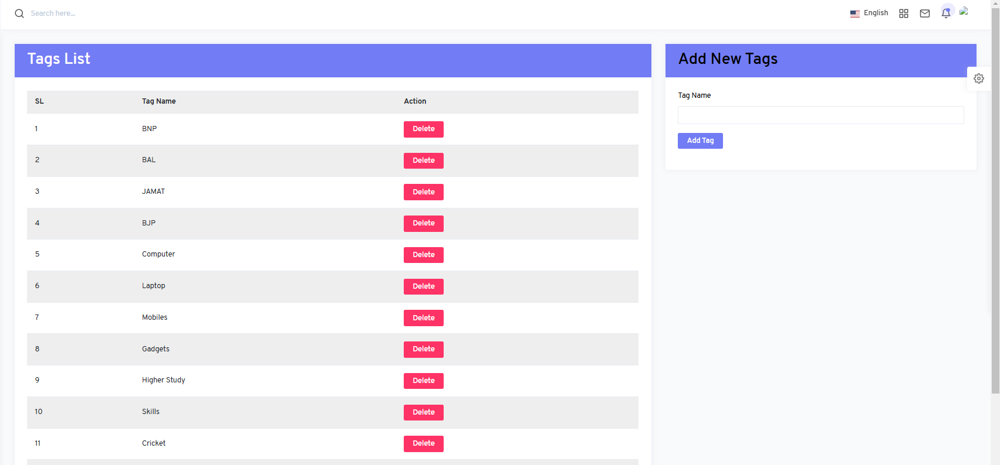 Search here...
English
Tags List
SL Tag Name Action
1 BNP Delete
2 BAL Delete
3 JAMAT Delete
4 BJP Delete
5 Computer Delete
6 Laptop Delete
7 Mobiles Delete
8 Gadgets Delete
9 Higher Study Delete
10 Skills Delete
11 Cricket Delete
Add New Tags
Tag Name
Add Tag